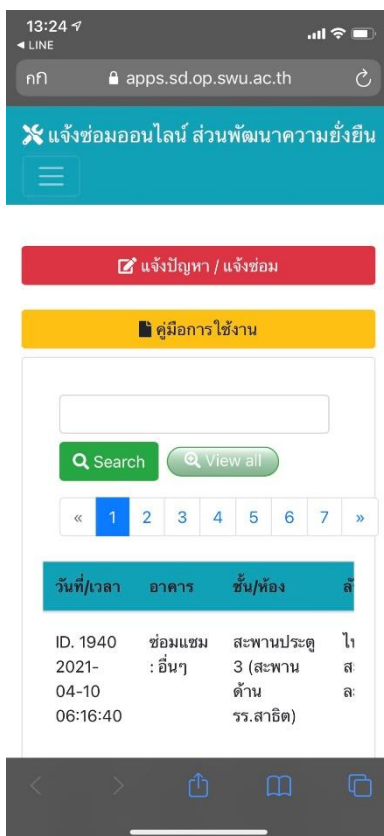 13:24
◀ LINE
กก apps.sd.op.swu.ac.th
แจ้งซ่อมออนไลน์ ส่วนพัฒนาความยั่งยืน
แจ้งปัญหา / แจ้งซ่อม
คู่มือการใช้งาน
Search View all
« 1 2 3 4 5 6 7 »
วันที่/เวลา อาคาร ชั้น/ห้อง
ID. 1940 ซ่อมแซม สะพานประตู
2021- : อื่นๆ 3 (สะพาน
04-10 ด้าน
06:16:40 รร.สาธิต)